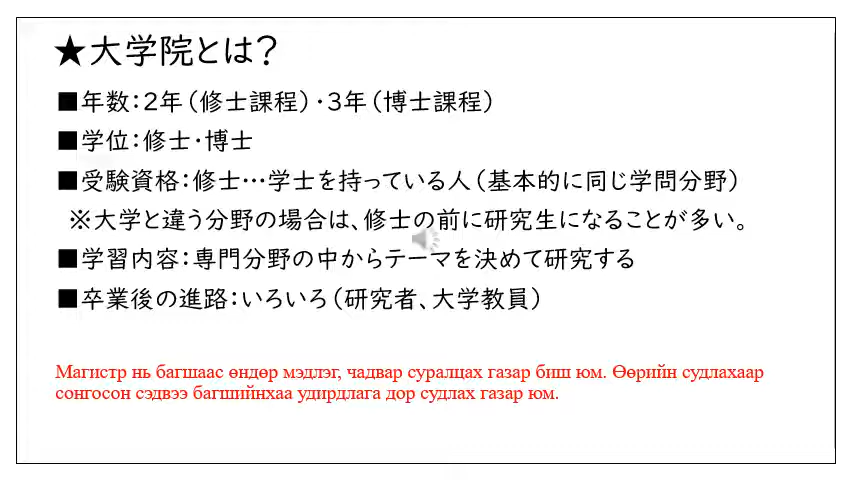 ★大学院とは?
■年数:2年(修士課程)・3年(博士課程)
■学位:修士・博士
■受験資格:修士…学士を持っている人(基本的に同じ学問分野)
※大学と違う分野の場合は、修士の前に研究生になることが多い。
■学習内容:専門分野の中からテーマを決めて研究する
■卒業後の進路:いろいろ(研究者、大学教員)
Магистр нь багшаас өндөр мэдлэг, чадвар суралцах газар биш юм. Өөрийн судлахаар
сонгосон сэдвээ багшийнхаа удирдлага дор судлах газар юм.